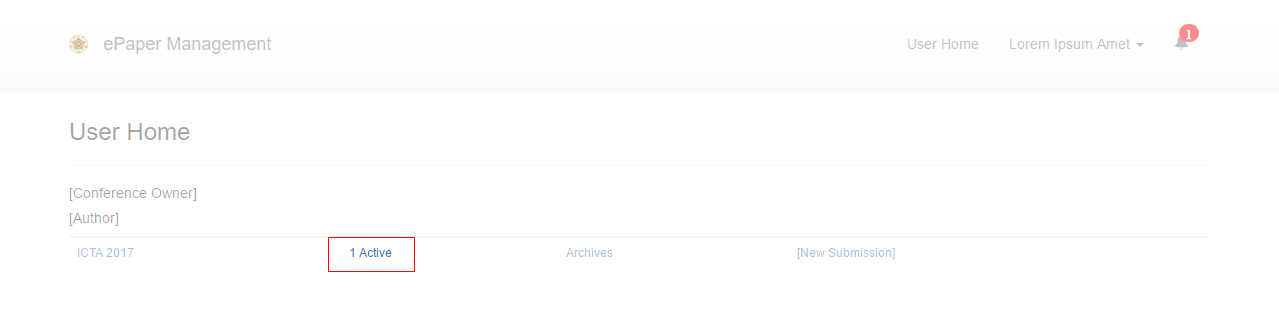 ePaper Management
User Home
Lorem Ipsum Amet
1
User Home
[Conference Owner]
[Author]
ICTA 2017
1 Active
Archives
[New Submission]